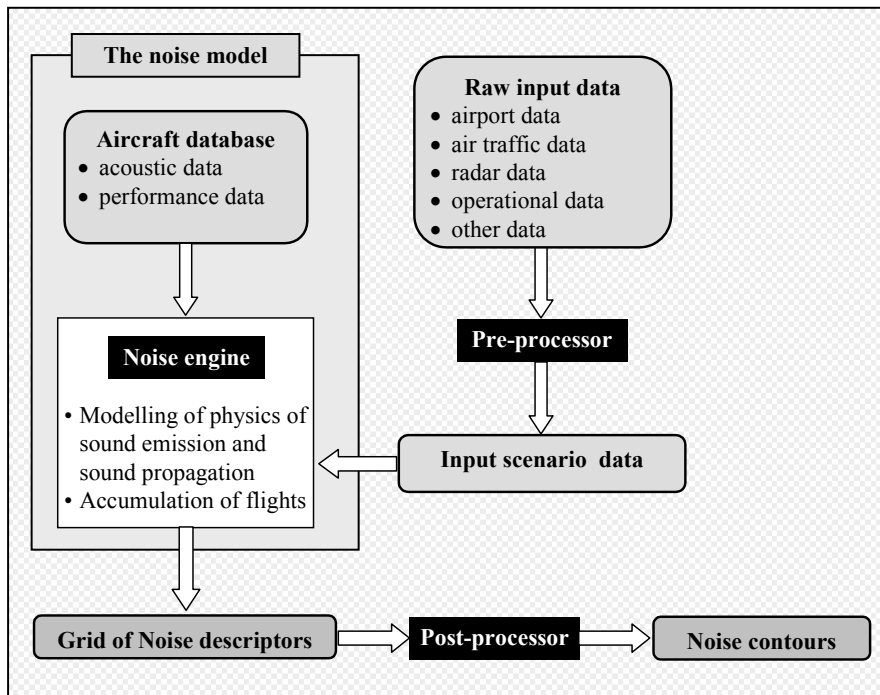 The noise model
Aircraft database
• acoustic data
• performance data
Raw input data
• airport data
• air traffic data
• radar data
• operational data
• other data
Pre-processor
Noise engine
• Modelling of physics of
sound emission and
sound propagation
• Accumulation of flights
Input scenario data
Grid of Noise descriptors
Post-processor
Noise contours